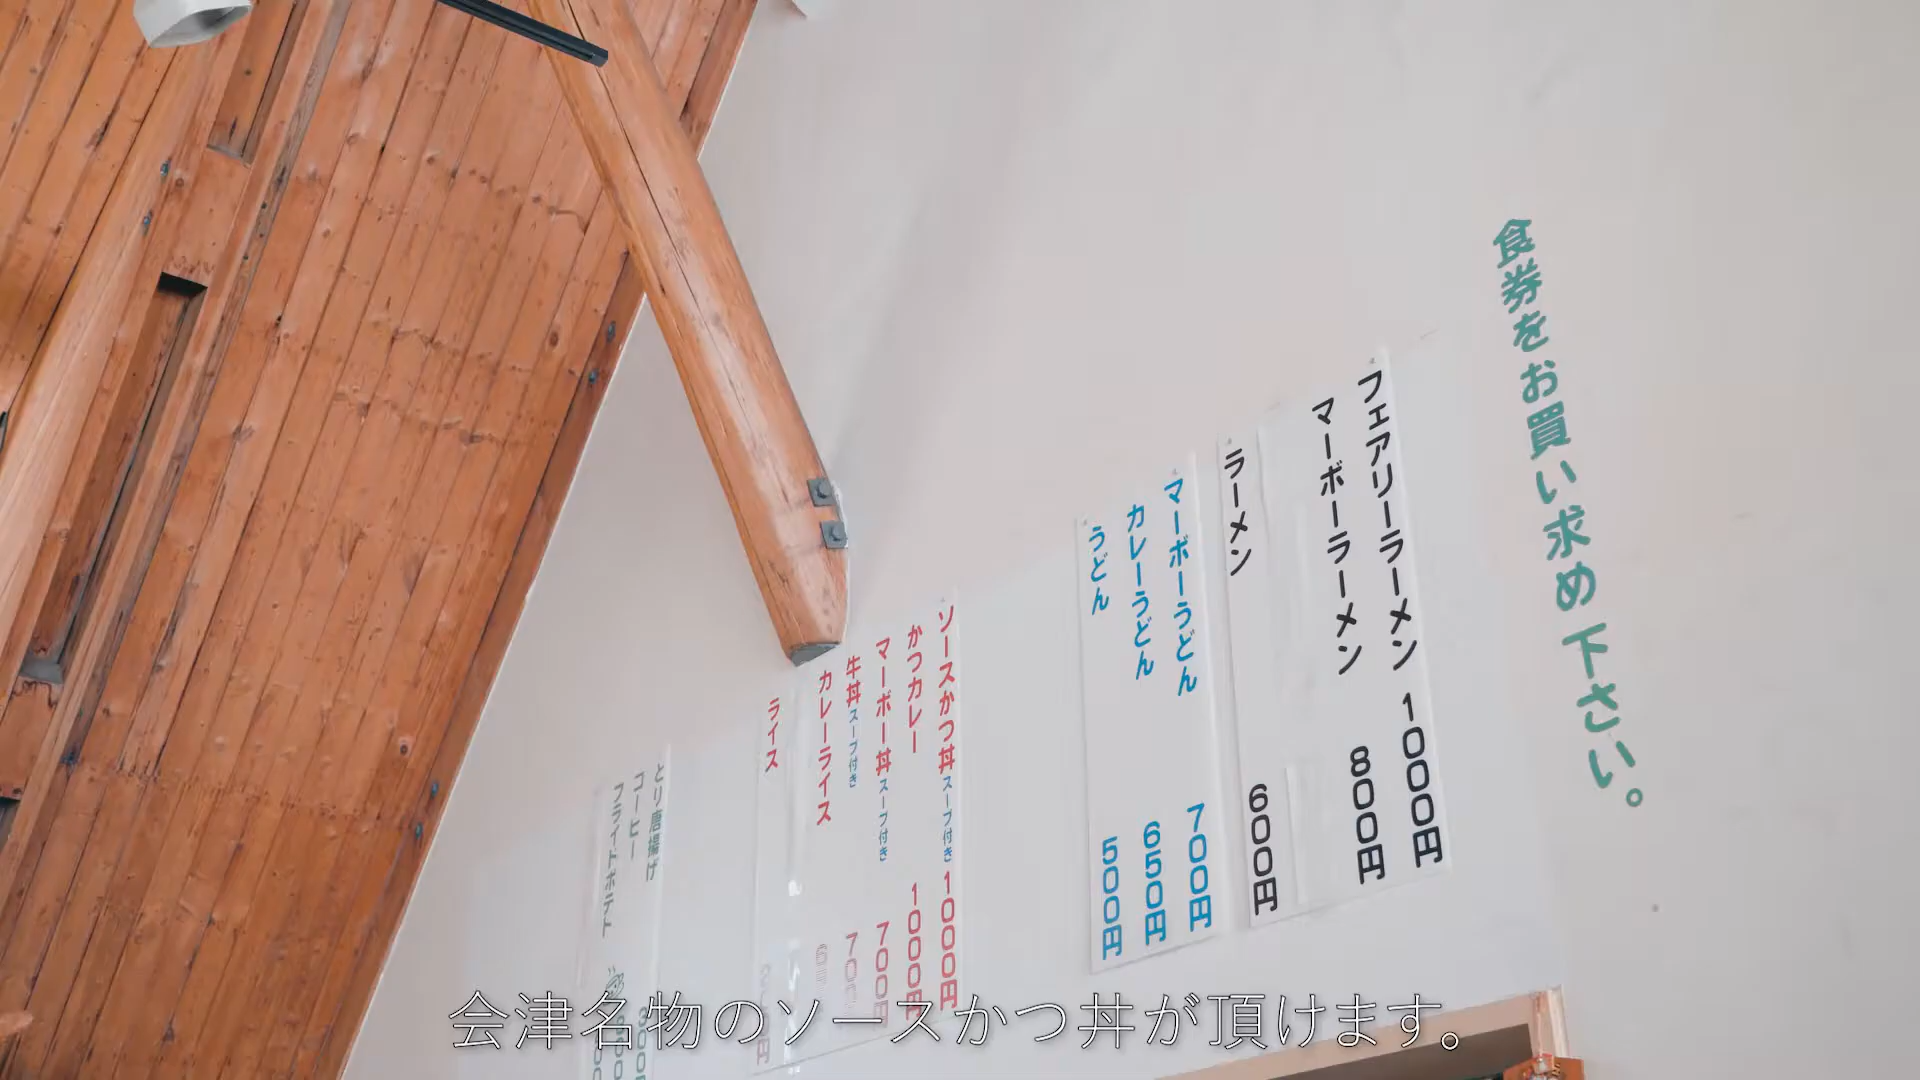 食券をお買い求め下さい。
フェアリーラーメン 1000円
マーボーラーメン 800円
ラーメン 600円
マーボーうどん 700円
カレーうどん 650円
うどん 500円
ソースかつ丼スープ付き 1000円
かつカレー 1000円
マーボー丼スープ付き 700円
牛丼スープ付き 700円
カレーライス
ライス
とり唐揚げ
コーヒー
フライドポテト
会津名物のソースかつ丼が頂けます。